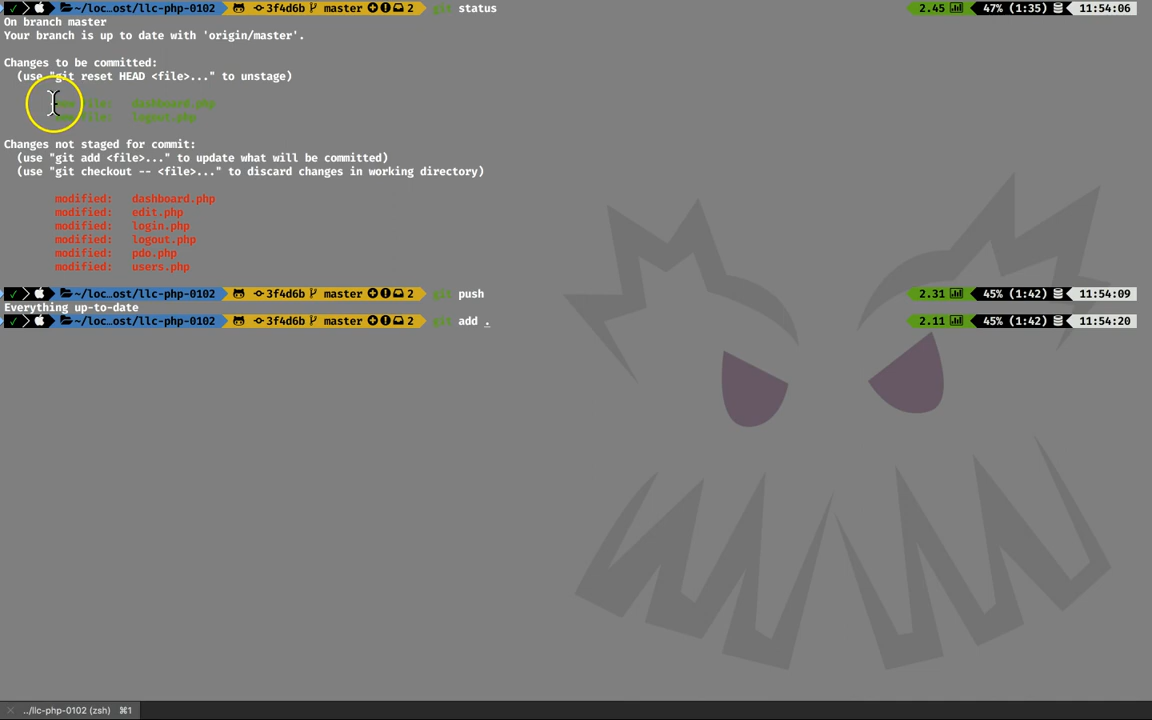 ~/loc…ost/llc-php-0102 3f4d6b master 2 git status 2.45 47% (1:35) 11:54:06
On branch master
Your branch is up to date with 'origin/master'.
Changes to be committed:
(use "git reset HEAD <file>..." to unstage)
new file: dashboard.php
new file: logout.php
Changes not staged for commit:
(use "git add <file>..." to update what will be committed)
(use "git checkout -- <file>..." to discard changes in working directory)
modified: dashboard.php
modified: edit.php
modified: login.php
modified: logout.php
modified: pdo.php
modified: users.php
~/loc…ost/llc-php-0102 3f4d6b master 2 git push 2.31 45% (1:42) 11:54:09
Everything up-to-date
~/loc…ost/llc-php-0102 3f4d6b master 2 git add . 2.11 45% (1:42) 11:54:20
../llc-php-0102 (zsh) ⌘1